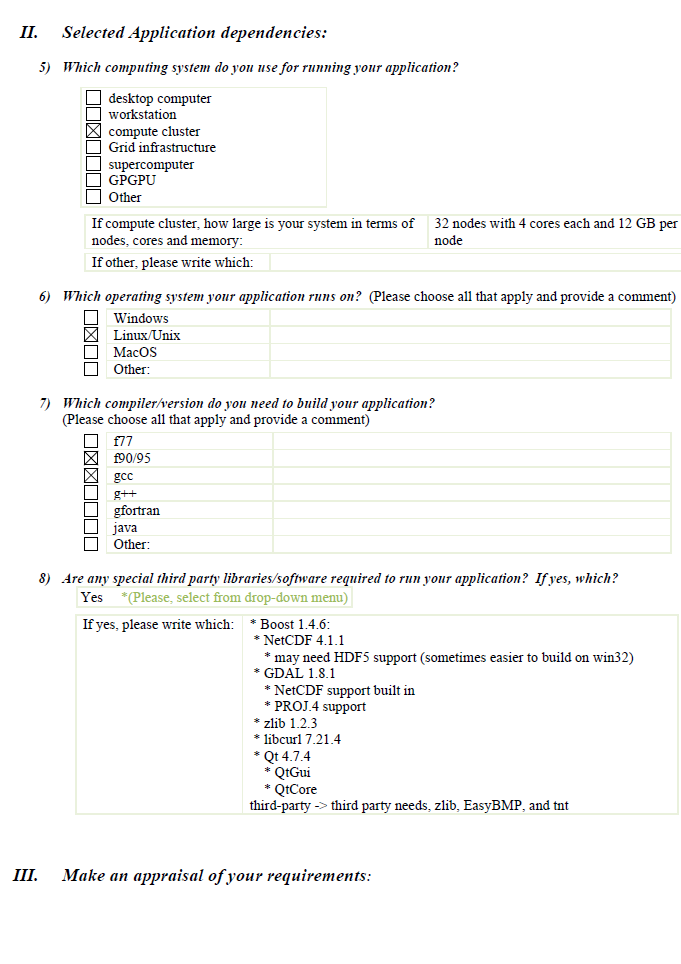 II. Selected Application dependencies:
5) Which computing system do you use for running your application?
desktop computer
workstation
compute cluster
Grid infrastructure
supercomputer
GPGPU
Other
If compute cluster, how large is your system in terms of nodes, cores and memory:
32 nodes with 4 cores each and 12 GB per node
If other, please write which:
6) Which operating system your application runs on? (Please choose all that apply and provide a comment)
Windows
Linux/Unix
MacOS
Other:
7) Which compiler/version do you need to build your application?
(Please choose all that apply and provide a comment)
f77
f90/95
gcc
g++
gfortran
java
Other:
8) Are any special third party libraries/software required to run your application? If yes, which?
Yes *(Please, select from drop-down menu)
If yes, please write which:
* Boost 1.4.6:
* NetCDF 4.1.1
* may need HDF5 support (sometimes easier to build on win32)
* GDAL 1.8.1
* NetCDF support built in
* PROJ.4 support
* zlib 1.2.3
* libcurl 7.21.4
* Qt 4.7.4
* QtGui
* QtCore
third-party -> third party needs, zlib, EasyBMP, and tnt
III. Make an appraisal of your requirements: